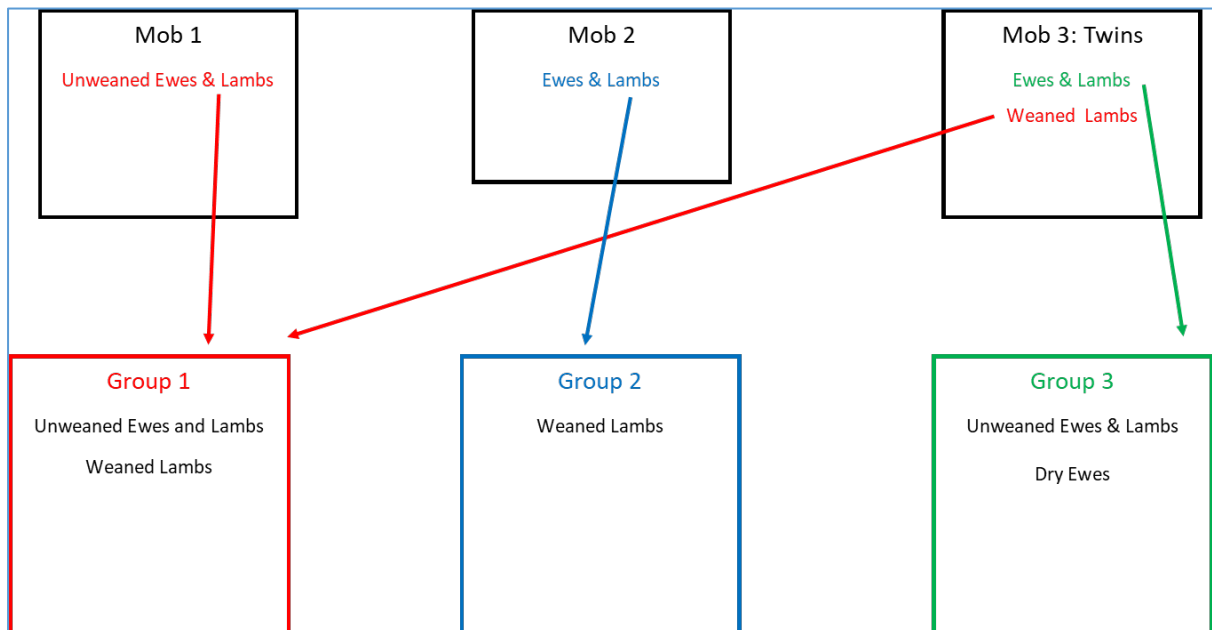 Mob 1
Unweaned Ewes & Lambs
Mob 2
Ewes & Lambs
Mob 3: Twins
Ewes & Lambs
Weaned Lambs
Group 1
Unweaned Ewes and Lambs
Weaned Lambs
Group 2
Weaned Lambs
Group 3
Unweaned Ewes & Lambs
Dry Ewes